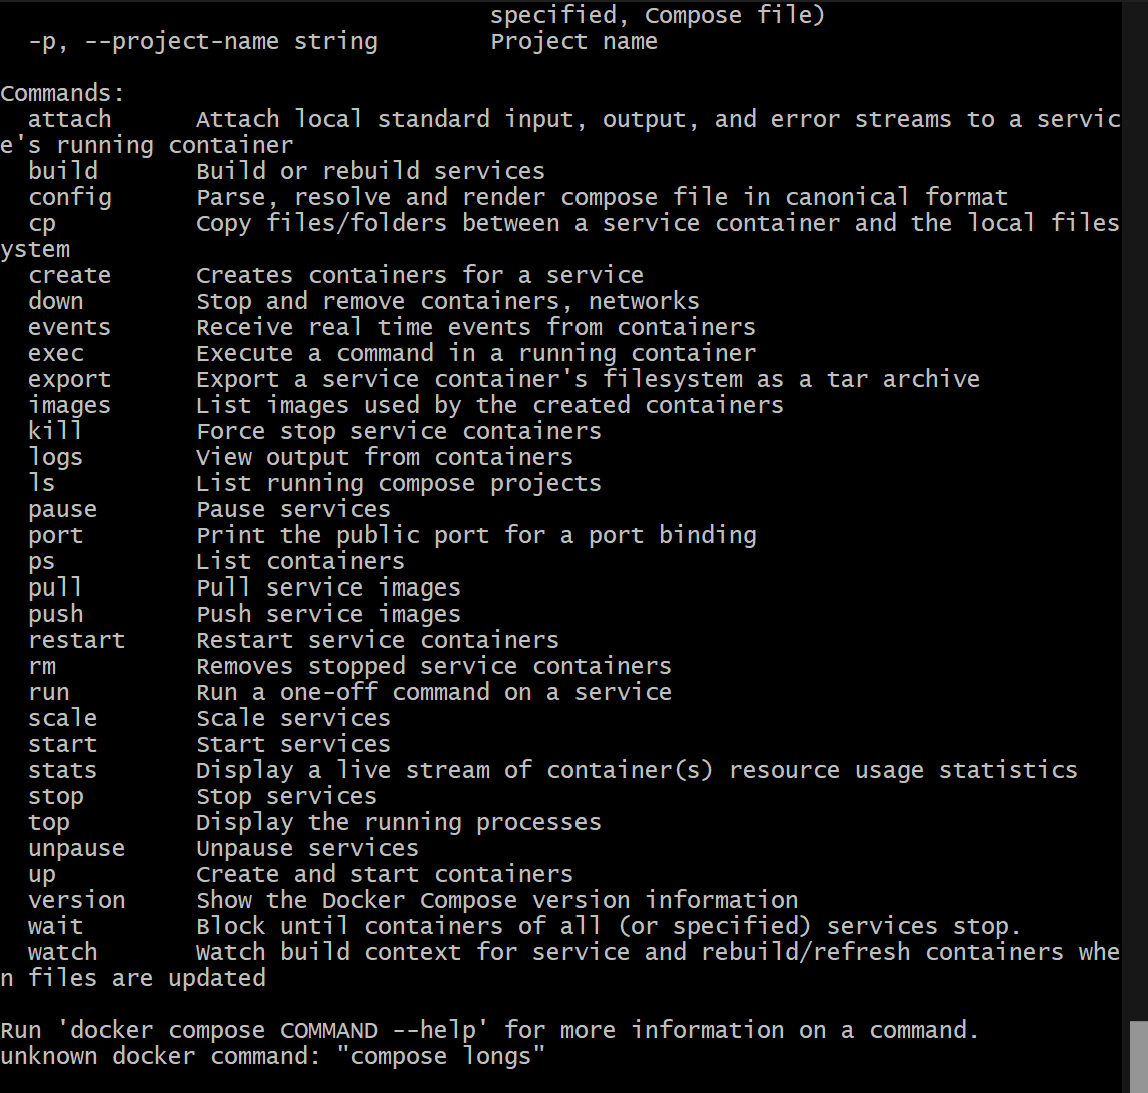 specified, Compose file)
  -p, --project-name string        Project name

Commands:
  attach      Attach local standard input, output, and error streams to a servic
e's running container
  build       Build or rebuild services
  config      Parse, resolve and render compose file in canonical format
  cp          Copy files/folders between a service container and the local files
ystem
  create      Creates containers for a service
  down        Stop and remove containers, networks
  events      Receive real time events from containers
  exec        Execute a command in a running container
  export      Export a service container's filesystem as a tar archive
  images      List images used by the created containers
  kill        Force stop service containers
  logs        View output from containers
  ls          List running compose projects
  pause       Pause services
  port        Print the public port for a port binding
  ps          List containers
  pull        Pull service images
  push        Push service images
  restart     Restart service containers
  rm          Removes stopped service containers
  run         Run a one-off command on a service
  scale       Scale services
  start       Start services
  stats       Display a live stream of container(s) resource usage statistics
  stop        Stop services
  top         Display the running processes
  unpause     Unpause services
  up          Create and start containers
  version     Show the Docker Compose version information
  wait        Block until containers of all (or specified) services stop.
  watch       Watch build context for service and rebuild/refresh containers whe
n files are updated

Run 'docker compose COMMAND --help' for more information on a command.
unknown docker command: "compose longs"